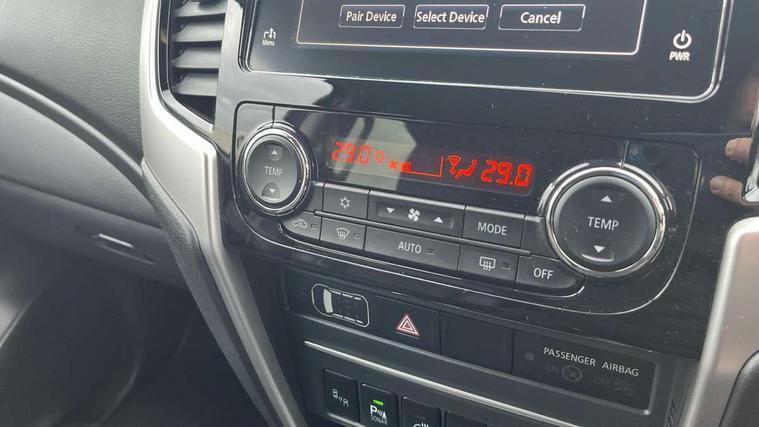 Pair Device Select Device Cancel
Menu
PWR
TEMP
29.0
29.0
TEMP
MODE
AUTO
OFF
PASSENGER AIRBAG
ON OFF
P
SONAR